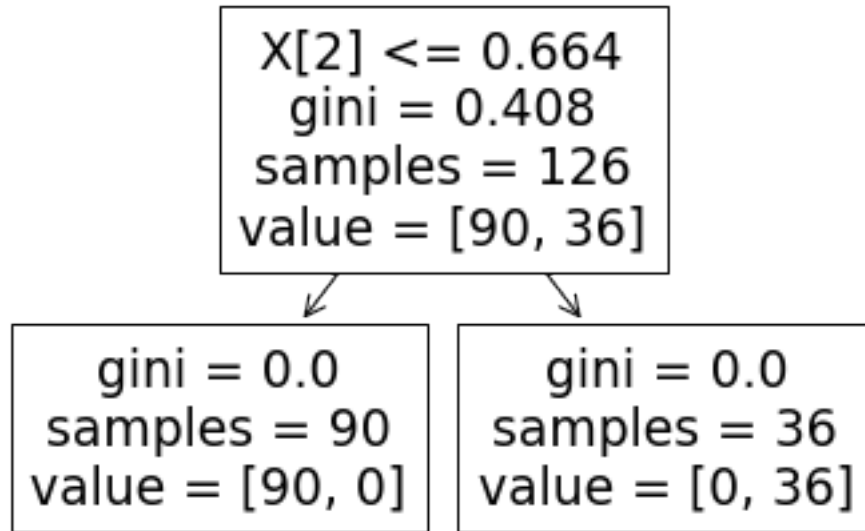 X[2] <= 0.664
gini = 0.408
samples = 126
value = [90, 36]
gini = 0.0
samples = 90
value = [90, 0]
gini = 0.0
samples = 36
value = [0, 36]